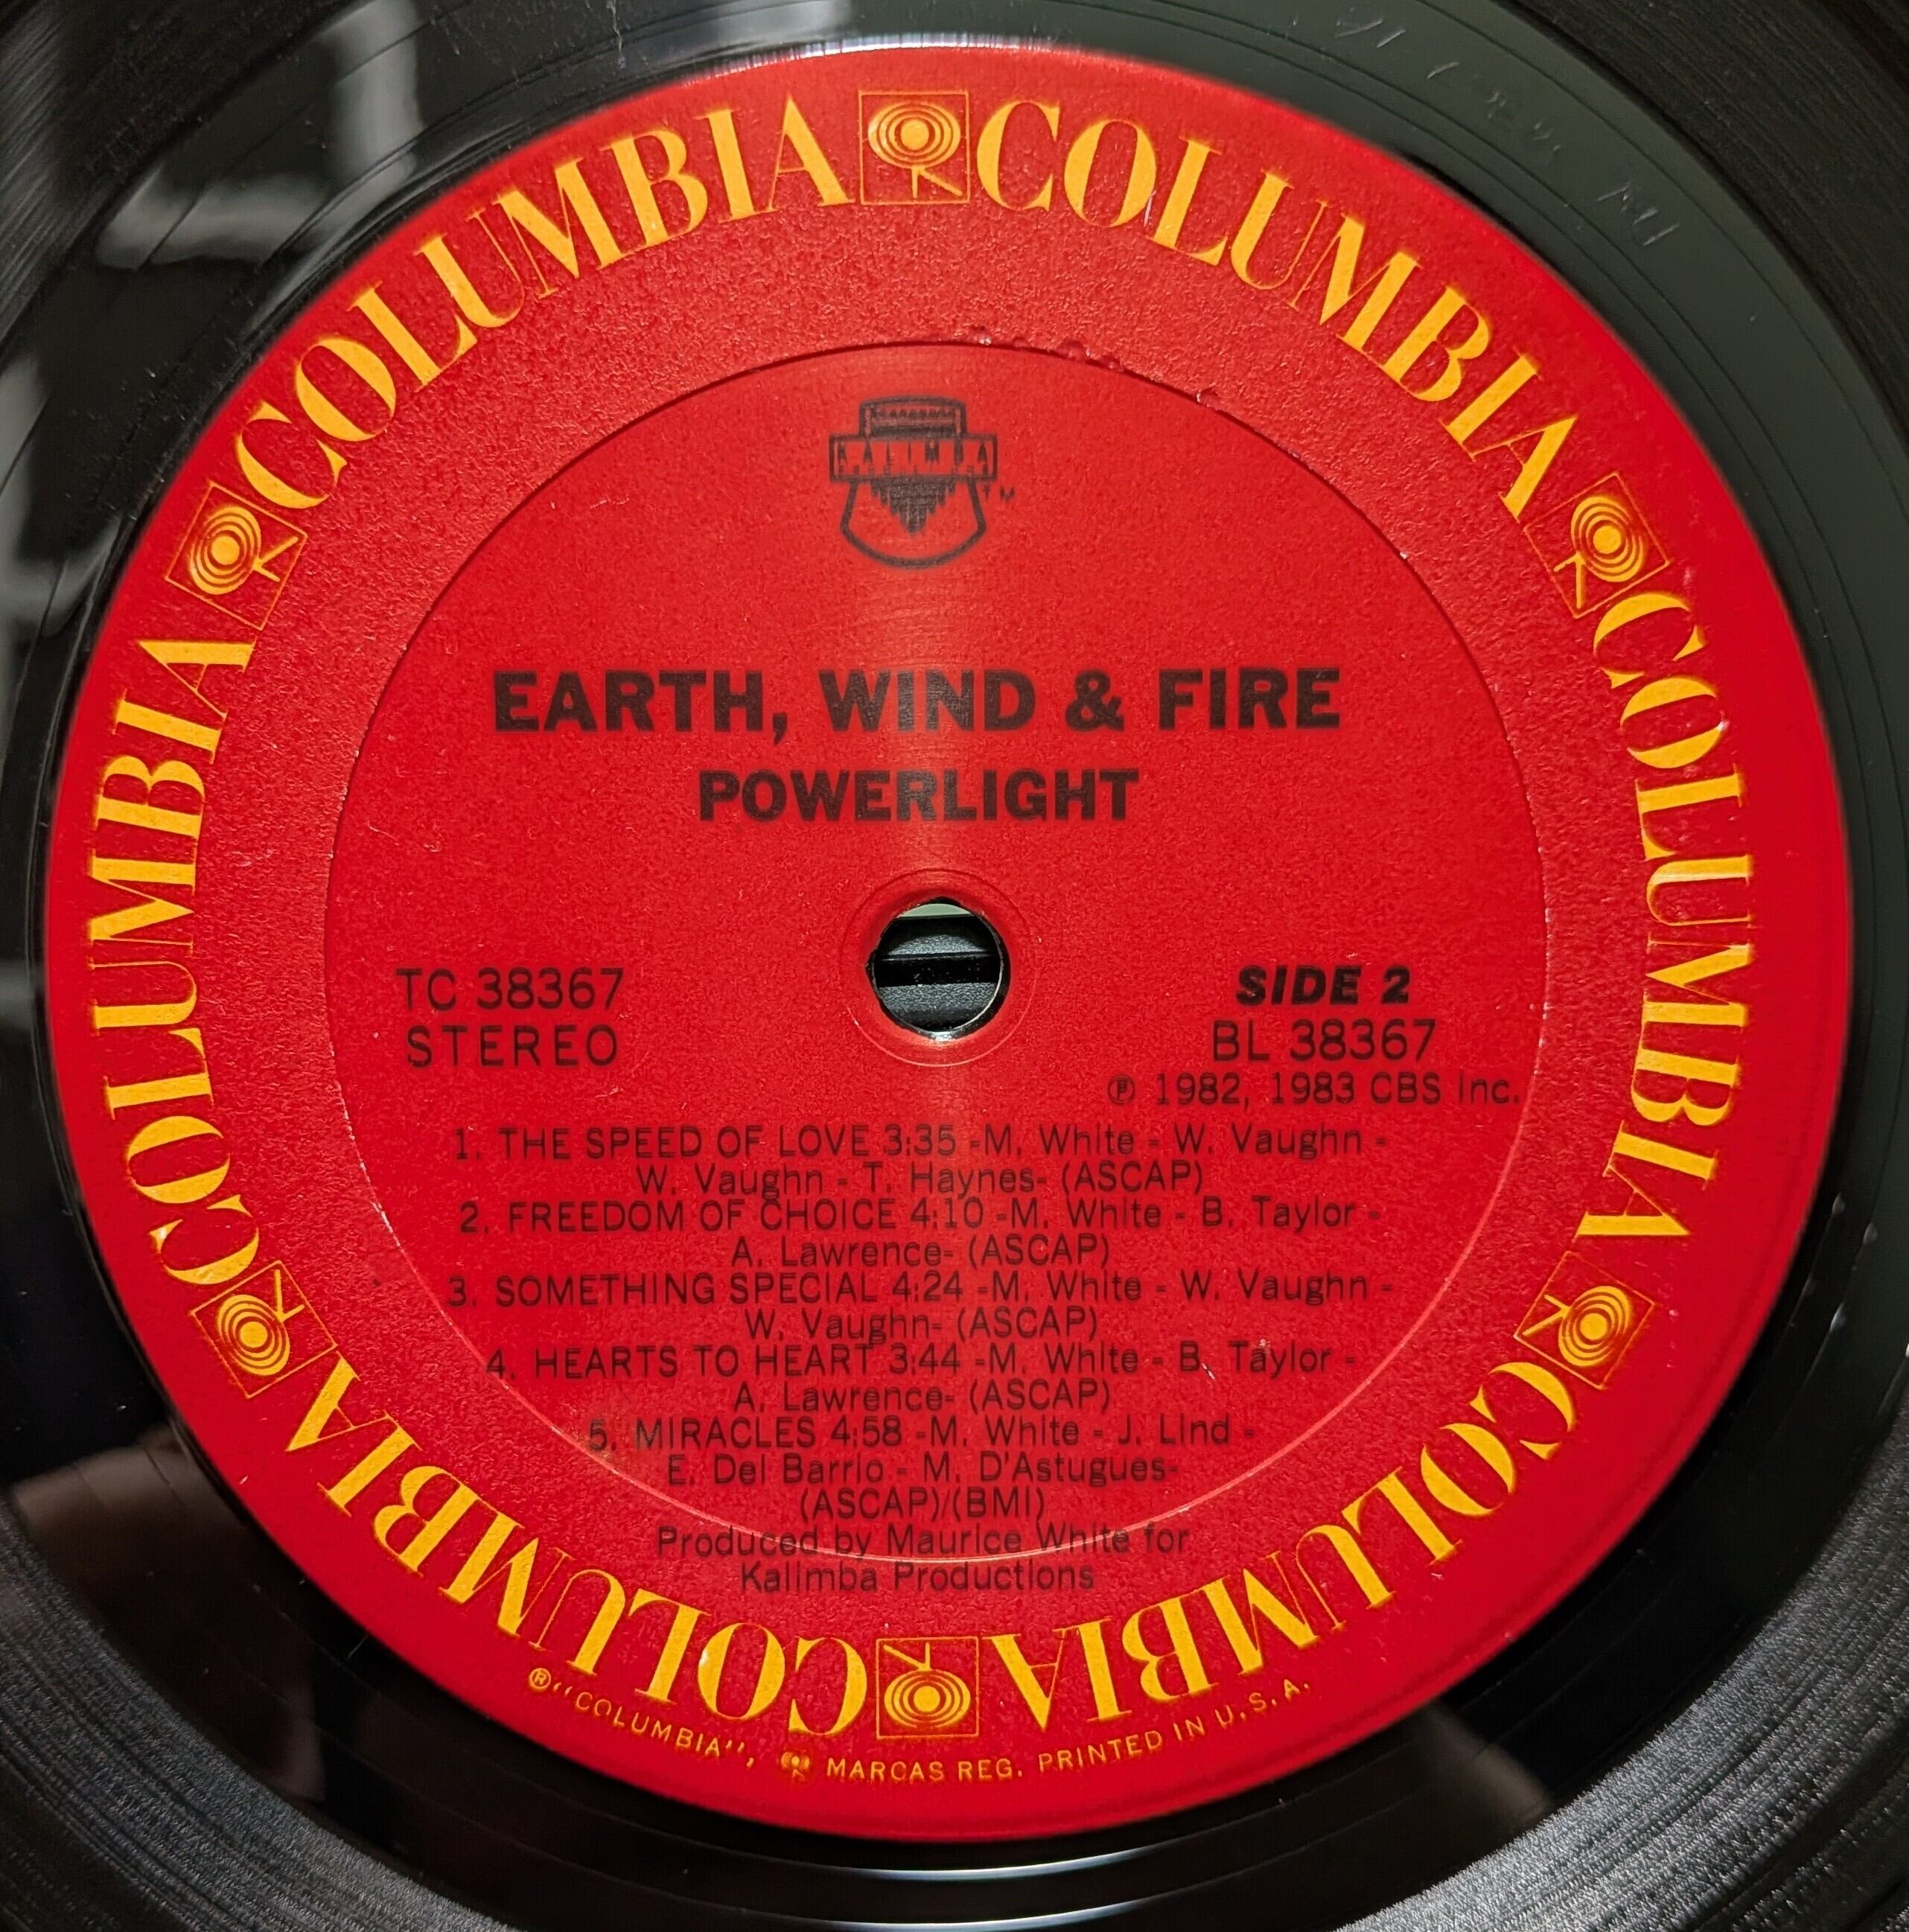 COLUMBIA COLUMBIA COLUMBIA COLUMBIA COLUMBIA COLUMBIA
KALIMBA
TM
EARTH, WIND & FIRE
POWERLIGHT
TC 38367
STEREO
SIDE 2
BL 38367
℗ 1982, 1983 CBS Inc.
1. THE SPEED OF LOVE 3:35 -M. White - W. Vaughn -
W. Vaughn - T. Haynes- (ASCAP)
2. FREEDOM OF CHOICE 4:10 -M. White - B. Taylor -
A. Lawrence- (ASCAP)
3. SOMETHING SPECIAL 4:24 -M. White - W. Vaughn -
W. Vaughn- (ASCAP)
4. HEARTS TO HEART 3:44 -M. White - B. Taylor -
A. Lawrence- (ASCAP)
5. MIRACLES 4:58 -M. White - J. Lind -
E. Del Barrio - M. D'Astugues-
(ASCAP)/(BMI)
Produced by Maurice White for
Kalimba Productions
® "COLUMBIA", MARCAS REG. PRINTED IN U.S.A.